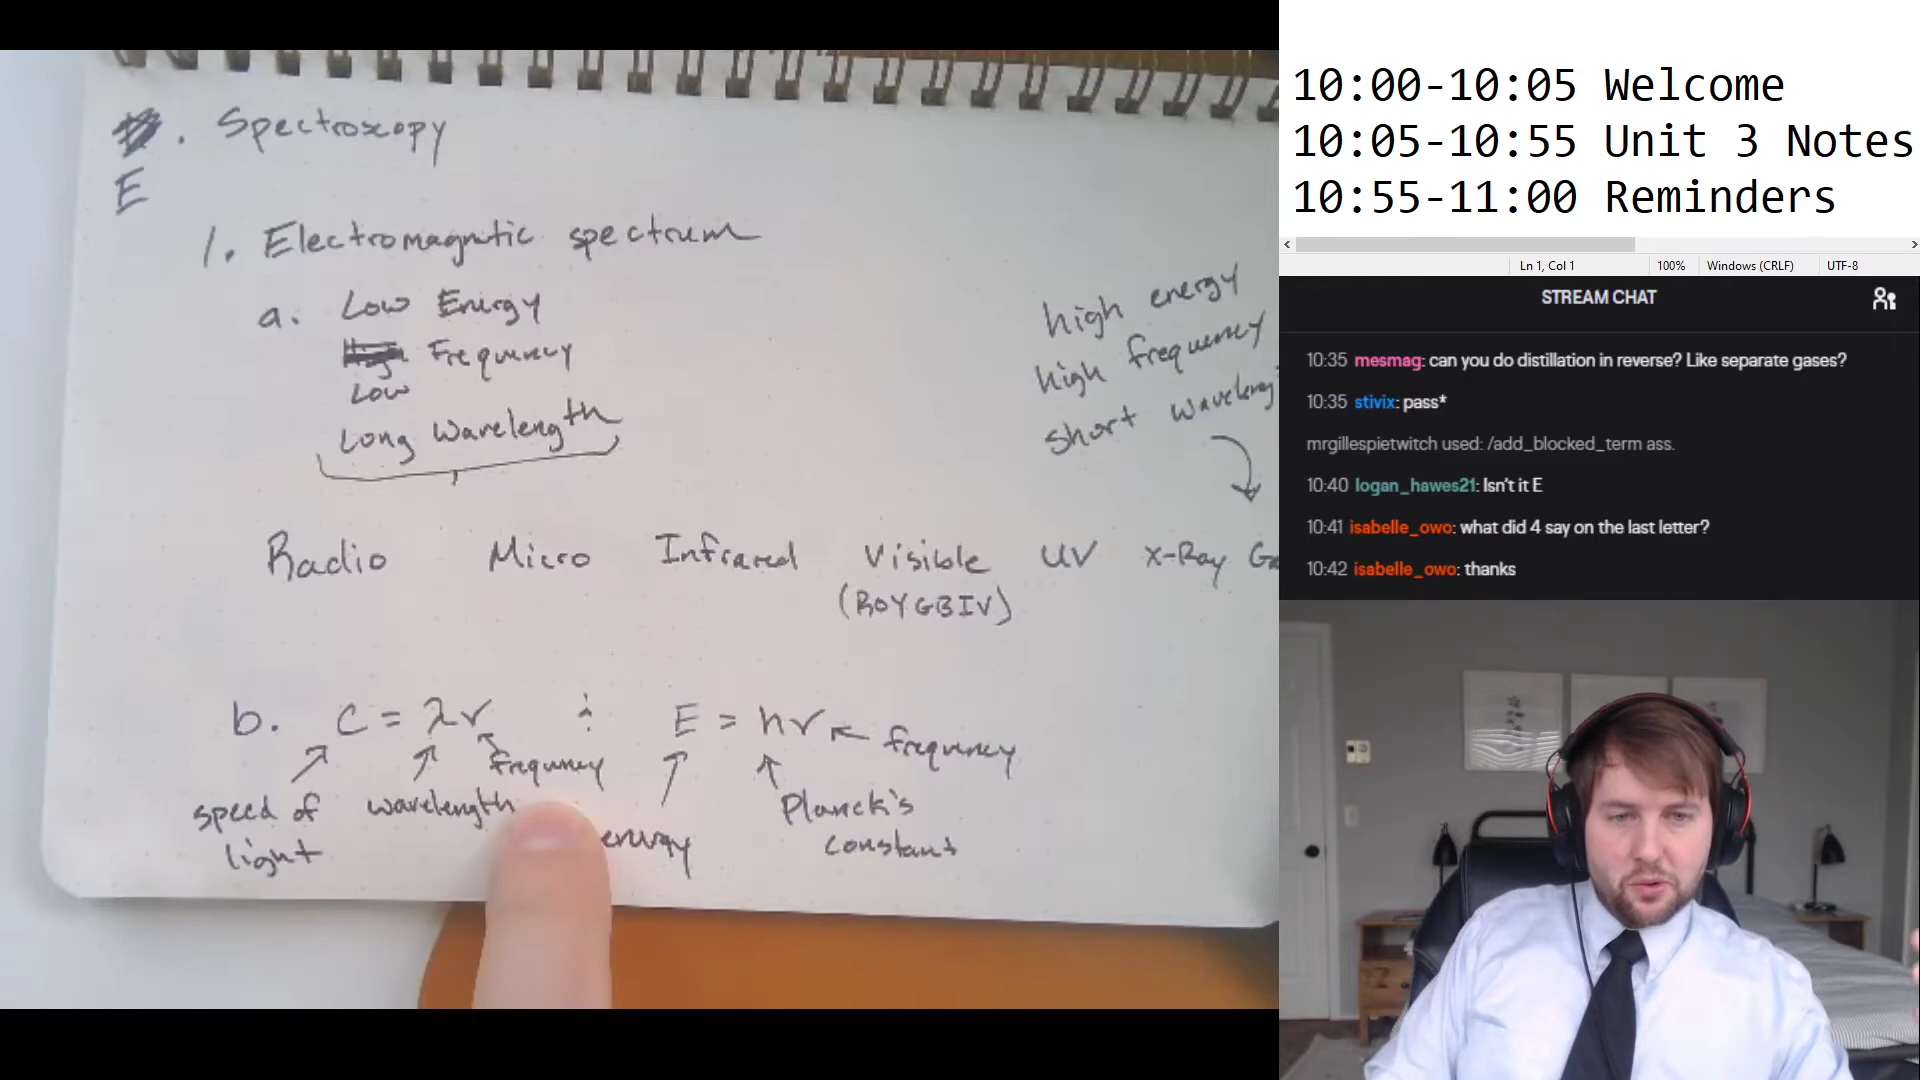 . Spectroscopy
E
1. Electromagnetic spectrum
a. Low Energy
Frequency
Low
Long Wavelength
high energy
high frequency
short
Radio Micro Infrared Visible UV X-Ray
(ROYGBIV)
b. C = λν & E = hν ← frequency
frequency
speed of wavelength
light
energy
Planck's
constant
10:00-10:05 Welcome
10:05-10:55 Unit 3 Notes
10:55-11:00 Reminders
Ln 1, Col 1 100% Windows (CRLF) UTF-8
STREAM CHAT
10:35 mesmag: can you do distillation in reverse? Like separate gases?
10:35 stivix: pass*
mrgillespietwitch used: /add_blocked_term ass.
10:40 logan_hawes21: Isn't it E
10:41 isabelle_owo: what did 4 say on the last letter?
10:42 isabelle_owo: thanks